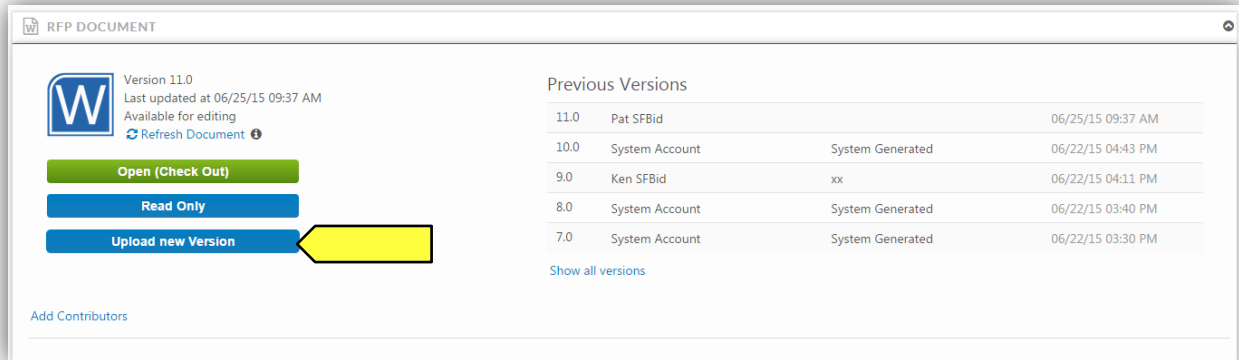 RFP DOCUMENT
W
Version 11.0
Last updated at 06/25/15 09:37 AM
Available for editing
Refresh Document
Open (Check Out)
Read Only
Upload new Version
Add Contributors
Previous Versions
11.0 Pat SFBid 06/25/15 09:37 AM
10.0 System Account System Generated 06/22/15 04:43 PM
9.0 Ken SFBid xx 06/22/15 04:11 PM
8.0 System Account System Generated 06/22/15 03:40 PM
7.0 System Account System Generated 06/22/15 03:30 PM
Show all versions